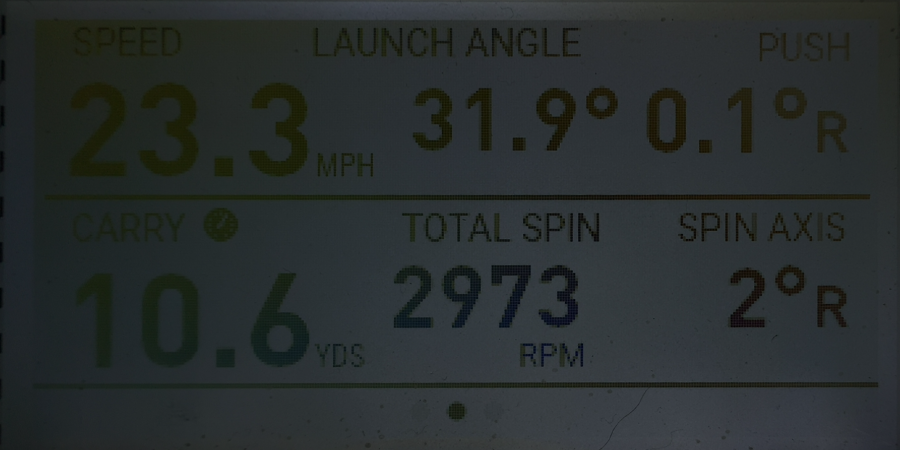 SPEED LAUNCH ANGLE PUSH
23.3 MPH 31.9° 0.1° R
CARRY TOTAL SPIN SPIN AXIS
10.6 YDS 2973 RPM 2° R